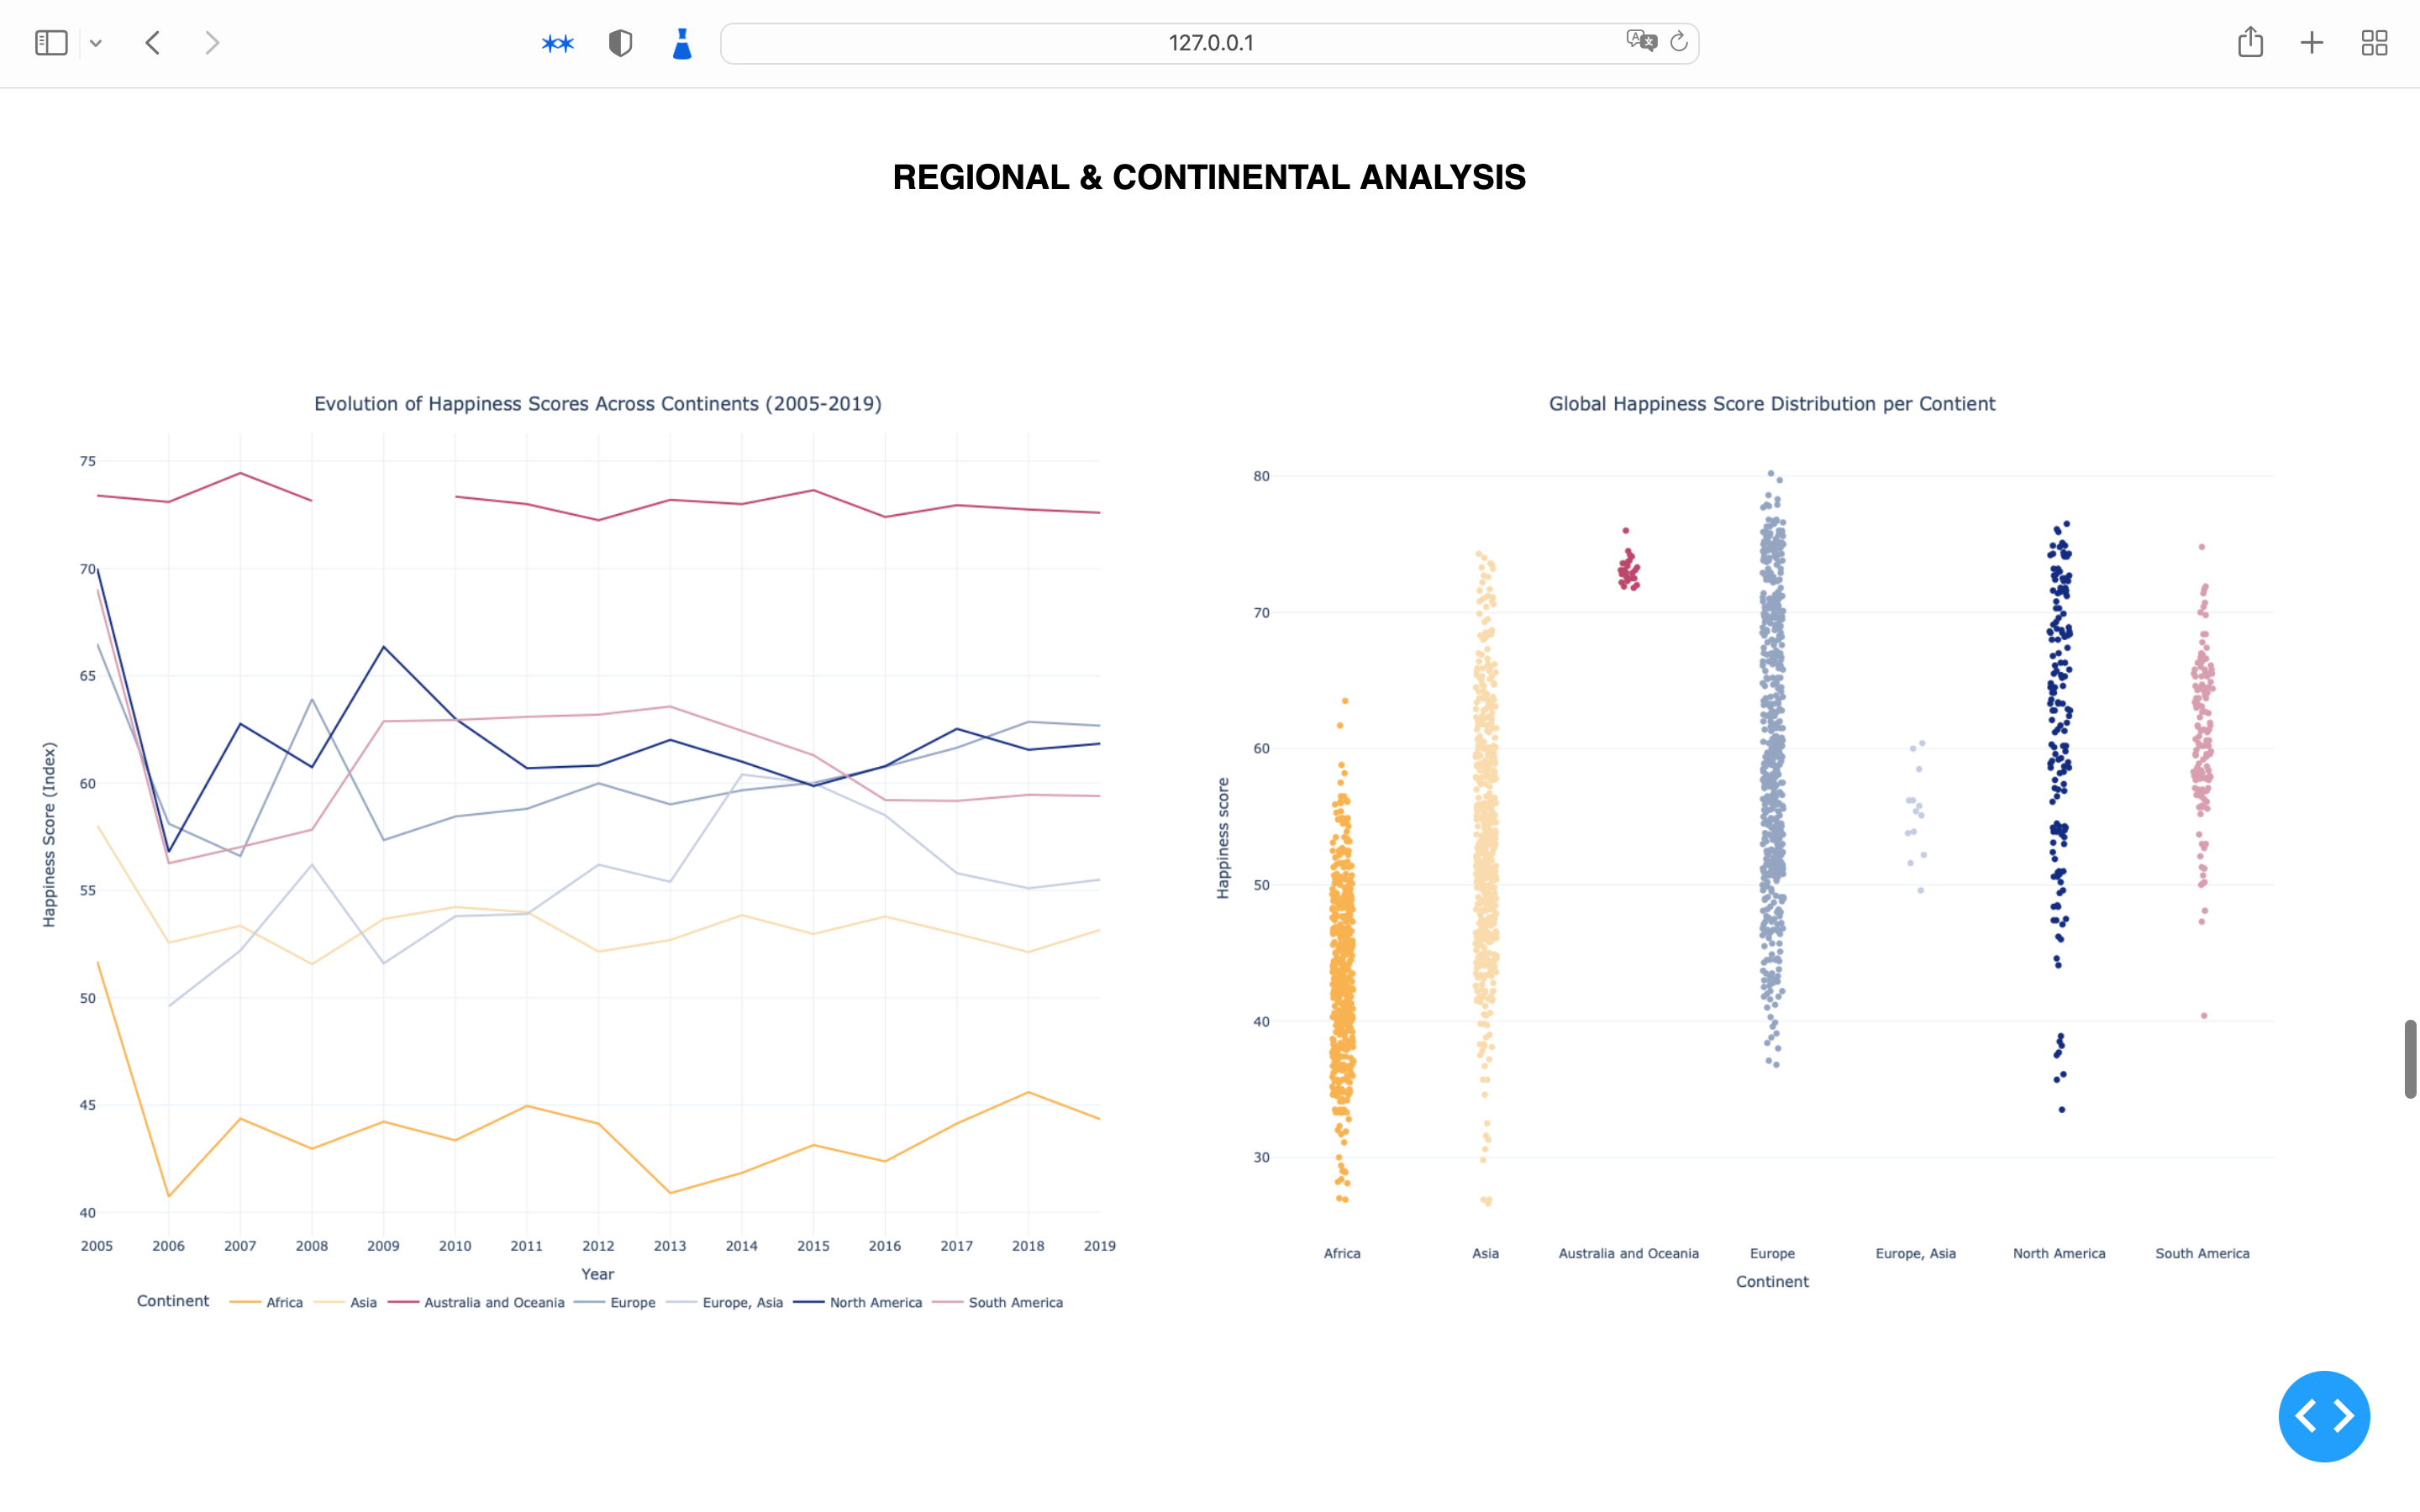 127.0.0.1
REGIONAL & CONTINENTAL ANALYSIS
Evolution of Happiness Scores Across Continents (2005-2019)
75
70
65
60
55
50
45
40
Happiness Score (Index)
2005 2006 2007 2008 2009 2010 2011 2012 2013 2014 2015 2016 2017 2018 2019
Year
Continent Africa Asia Australia and Oceania Europe Europe, Asia North America South America
Global Happiness Score Distribution per Contient
80
70
60
50
40
30
Happiness score
Africa Asia Australia and Oceania Europe Europe, Asia North America South America
Continent